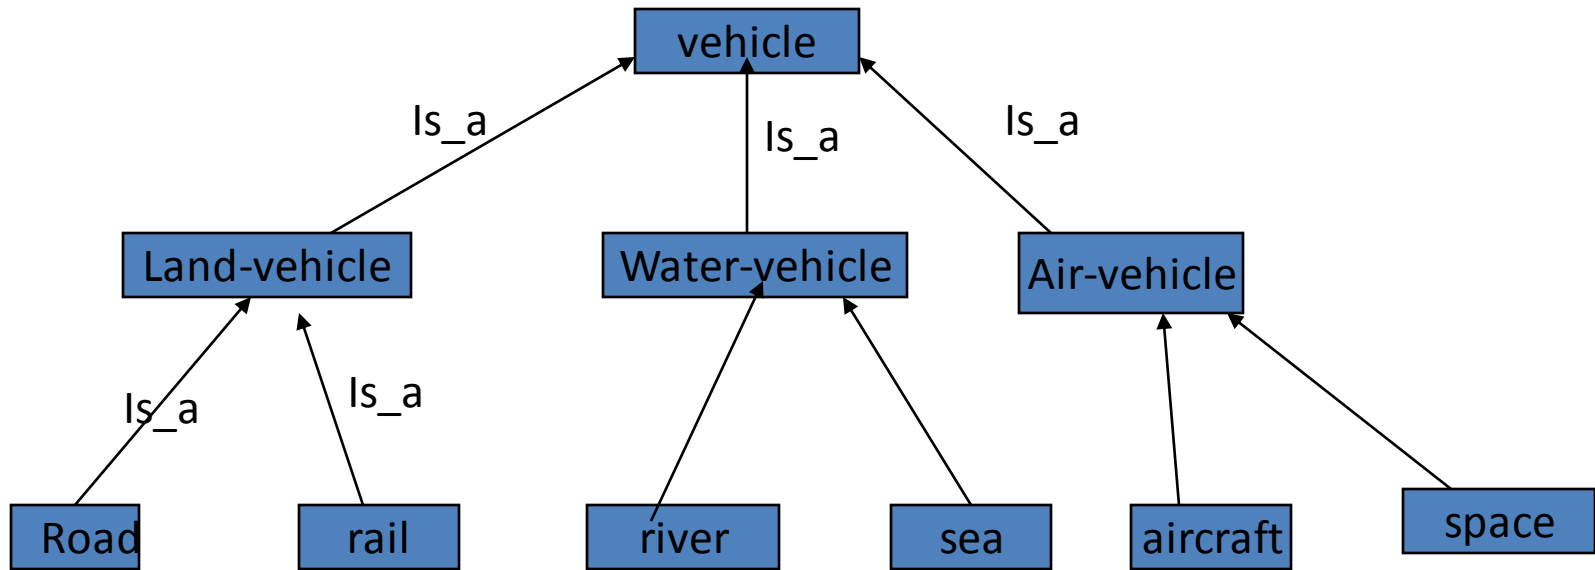 vehicle
Is_a
Is_a
Is_a
Land-vehicle
Water-vehicle
Air-vehicle
Is_a
Is_a
Road
rail
river
sea
aircraft
space